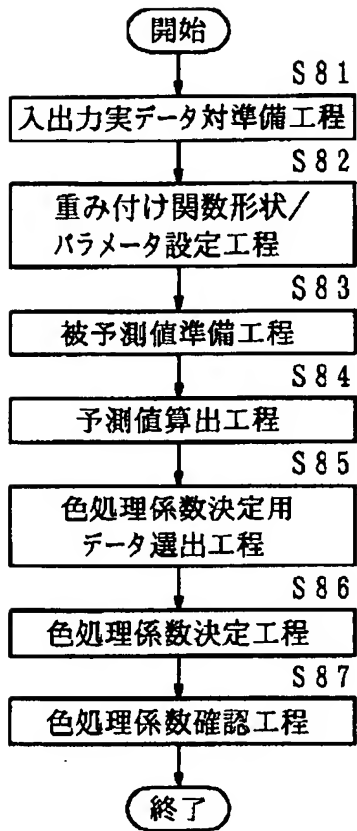 開始
S81
入出力実データ対準備工程
S82
重み付け関数形状/
パラメータ設定工程
S83
被予測値準備工程
S84
予測値算出工程
S85
色処理係数決定用
データ選出工程
S86
色処理係数決定工程
S87
色処理係数確認工程
終了